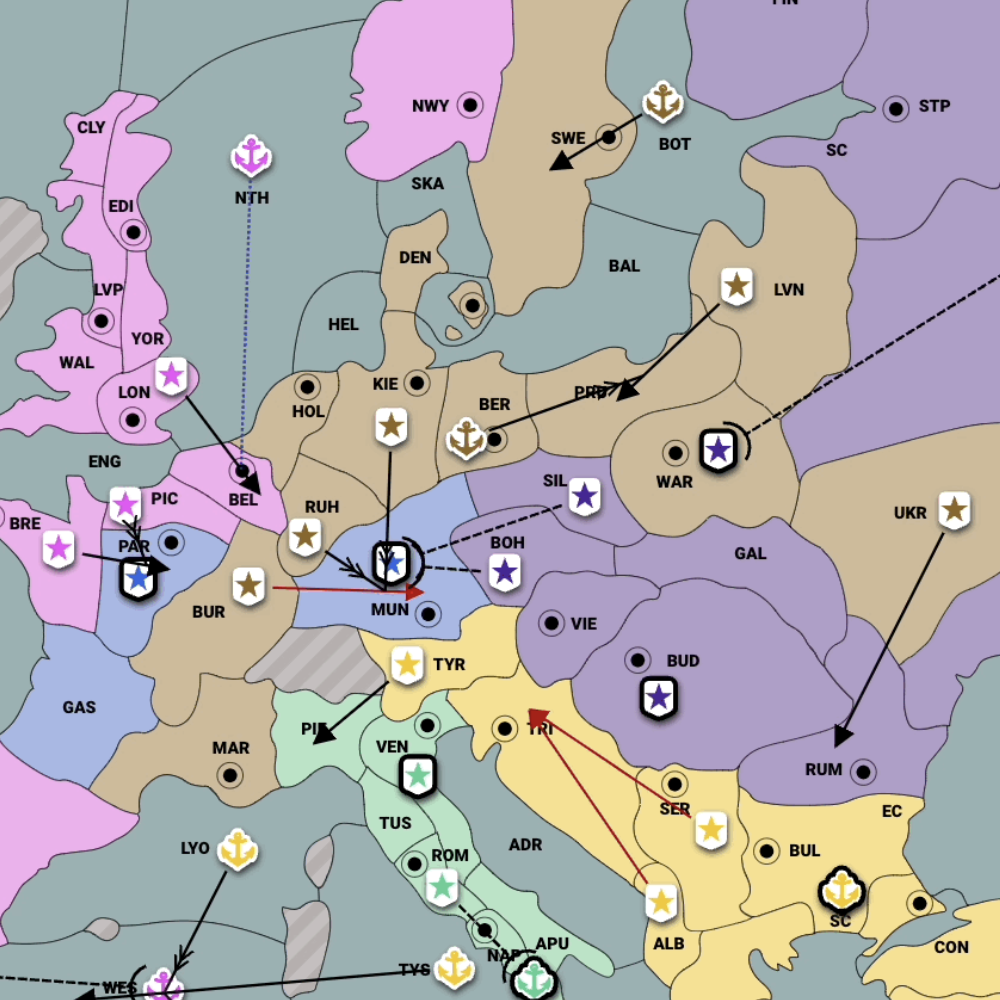 FIN
NWY
STP
CLY
SWE
BOT
SC
SKA
NTH
EDI
DEN
BAL
LVP
LVN
HEL
YOR
WAL
KIE
LON
HOL
PRU
BER
ENG
WAR
SIL
BEL
PIC
RUH
UKR
BRE
BOH
PAR
GAL
MUN
BUR
VIE
TYR
BUD
GAS
PIE
TRI
MAR
VEN
RUM
SER
EC
TUS
LYO
ADR
BUL
ROM
SC
NAP
APU
ALB
CON
TYS
WES